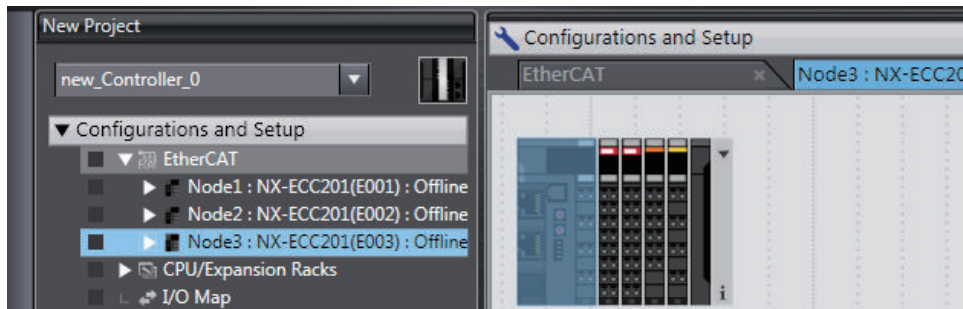 New Project
new_Controller_0
Configurations and Setup
EtherCAT
Node1 : NX-ECC201(E001) : Offline
Node2 : NX-ECC201(E002) : Offline
Node3 : NX-ECC201(E003) : Offline
CPU/Expansion Racks
I/O Map
Configurations and Setup
EtherCAT
Node3 : NX-ECC20